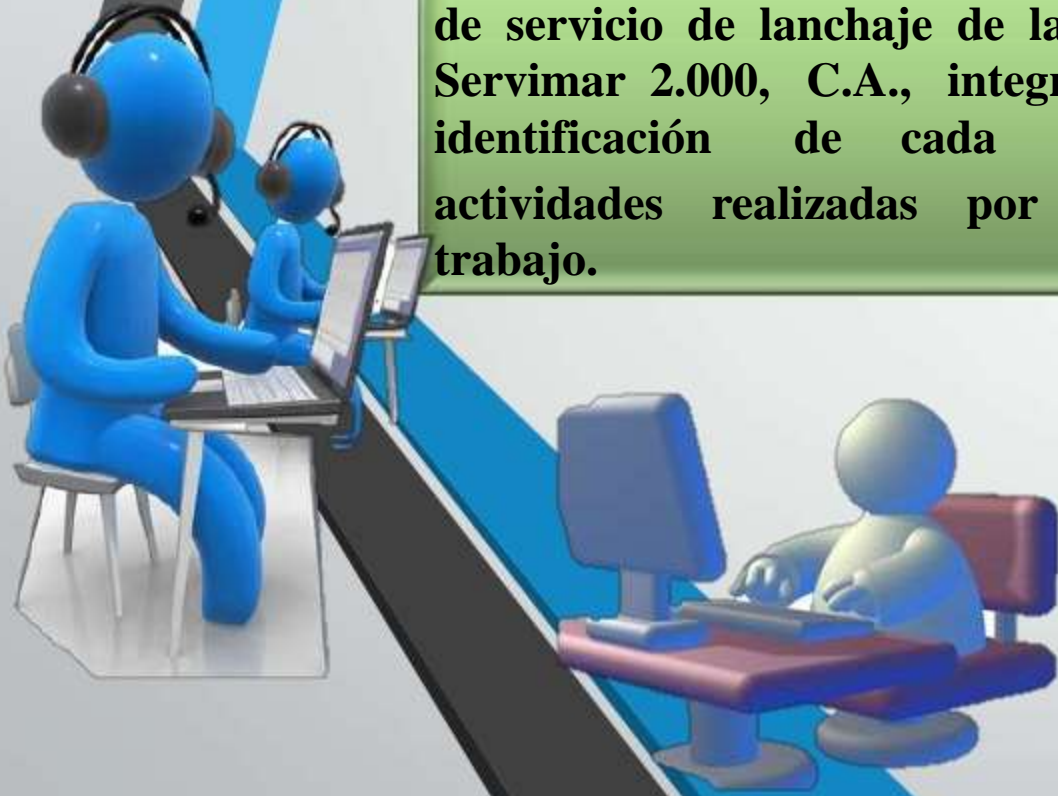 de servicio de lanchaje de la
Servimar 2.000, C.A., integr
identificación de cada
actividades realizadas por
trabajo.